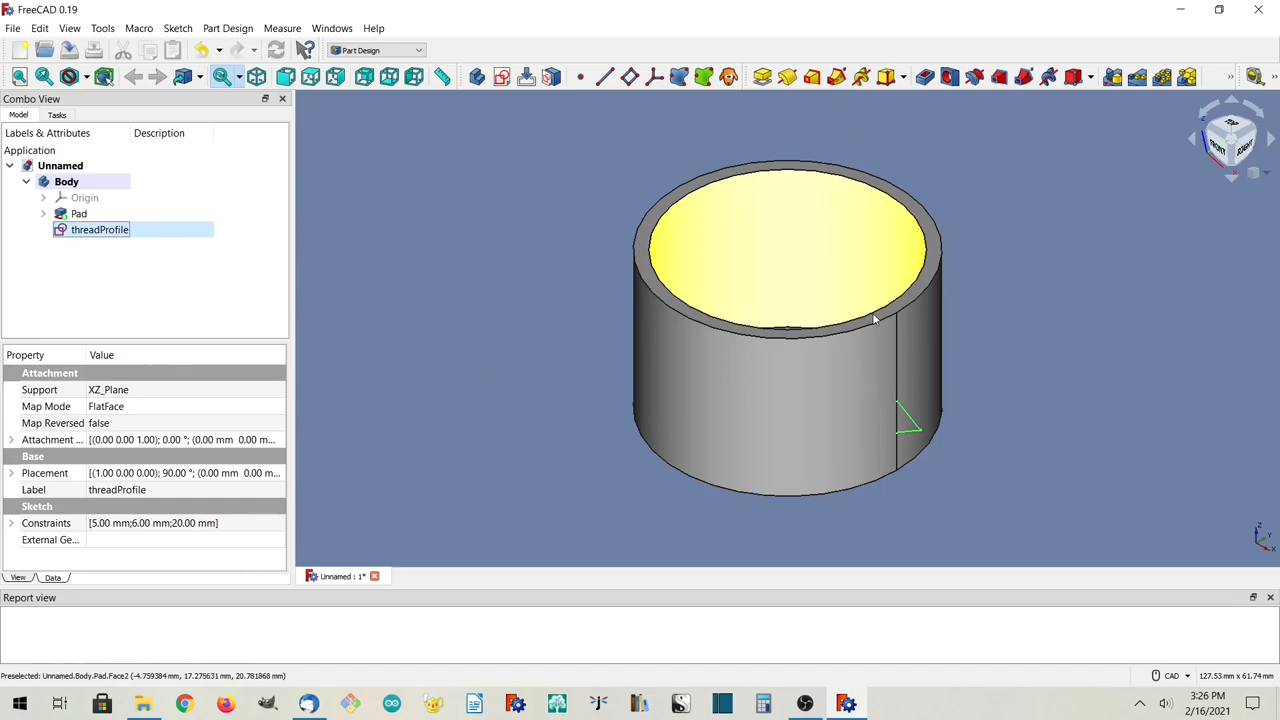 FreeCAD 0.19
File Edit View Tools Macro Sketch Part Design Measure Windows Help
Part Design
Combo View
Model Tasks
Labels & Attributes Description
Application
Unnamed
Body
Origin
Pad
threadProfile
Property Value
Attachment
Support XZ_Plane
Map Mode FlatFace
Map Reversed false
Attachment ... [(0.00 0.00 1.00); 0.00 °; (0.00 mm 0.00 m...
Base
Placement [(1.00 0.00 0.00); 90.00 °; (0.00 mm 0.00 m...
Label threadProfile
Sketch
Constraints [5.00 mm;6.00 mm;20.00 mm]
External Ge...
View Data
TOP
FRONT
RIGHT
Z
Y
X
Unnamed : 1*
Report view
Preselected: Unnamed.Body.Pad.Face2 (-4.759384 mm, 17.275631 mm, 20.781868 mm)
CAD
127.53 mm x 61.74 mm
3:26 PM
2/16/2021